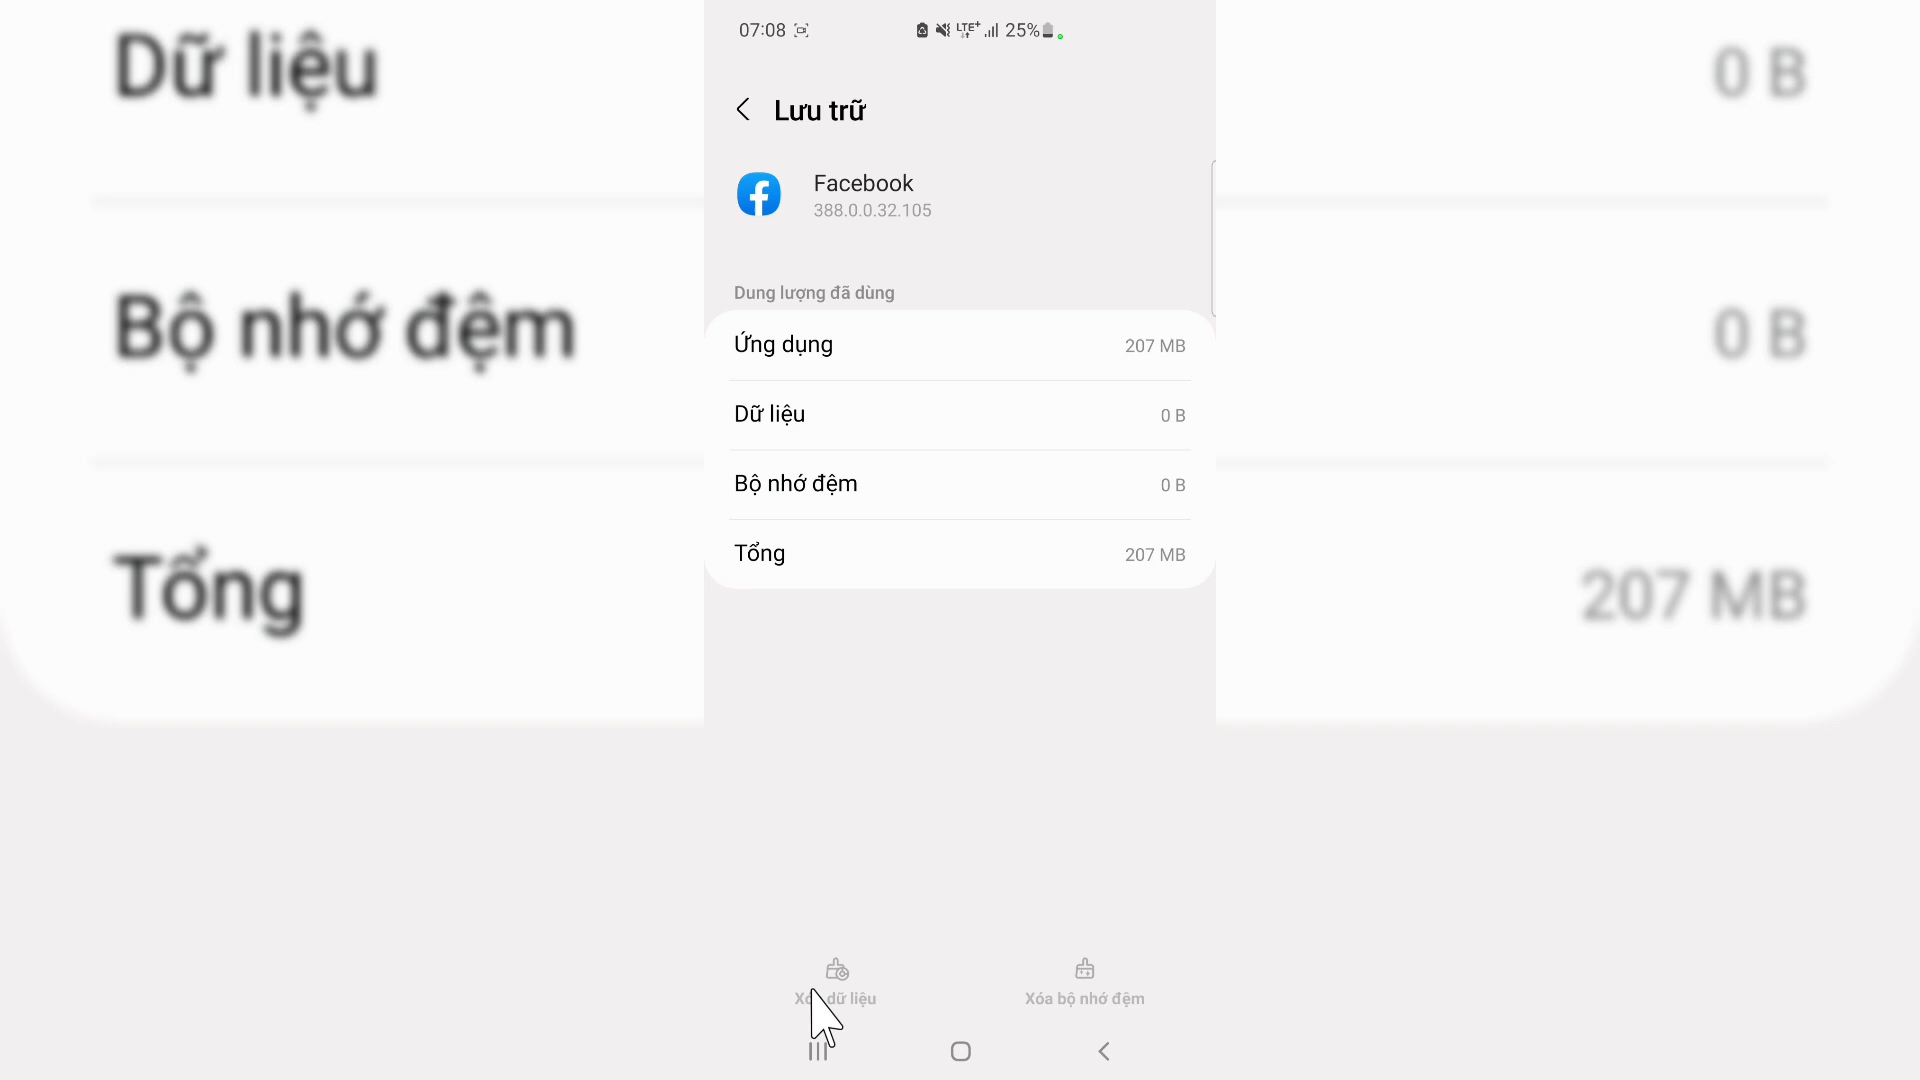 07:08 LTE+ 25%
Lưu trữ
Facebook
388.0.0.32.105
Dung lượng đã dùng
Ứng dụng 207 MB
Dữ liệu 0 B
Bộ nhớ đệm 0 B
Tổng 207 MB
Xóa dữ liệu Xóa bộ nhớ đệm
Dữ liệu 0 B
Bộ nhớ đệm 0 B
Tổng 207 MB